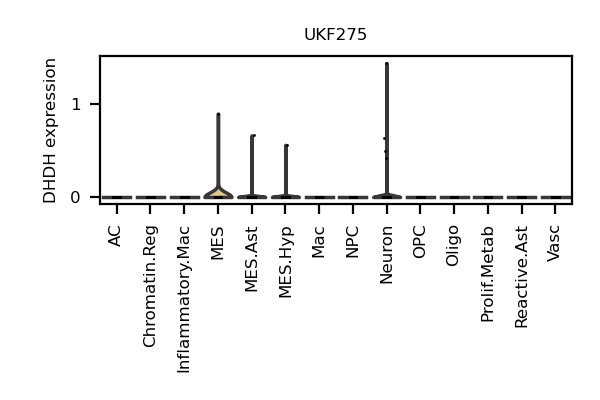 UKF275
DHDH expression
1
0
AC
Chromatin.Reg
Inflammatory.Mac
MES
MES.Ast
MES.Hyp
Mac
NPC
Neuron
OPC
Oligo
Prolif.Metab
Reactive.Ast
Vasc